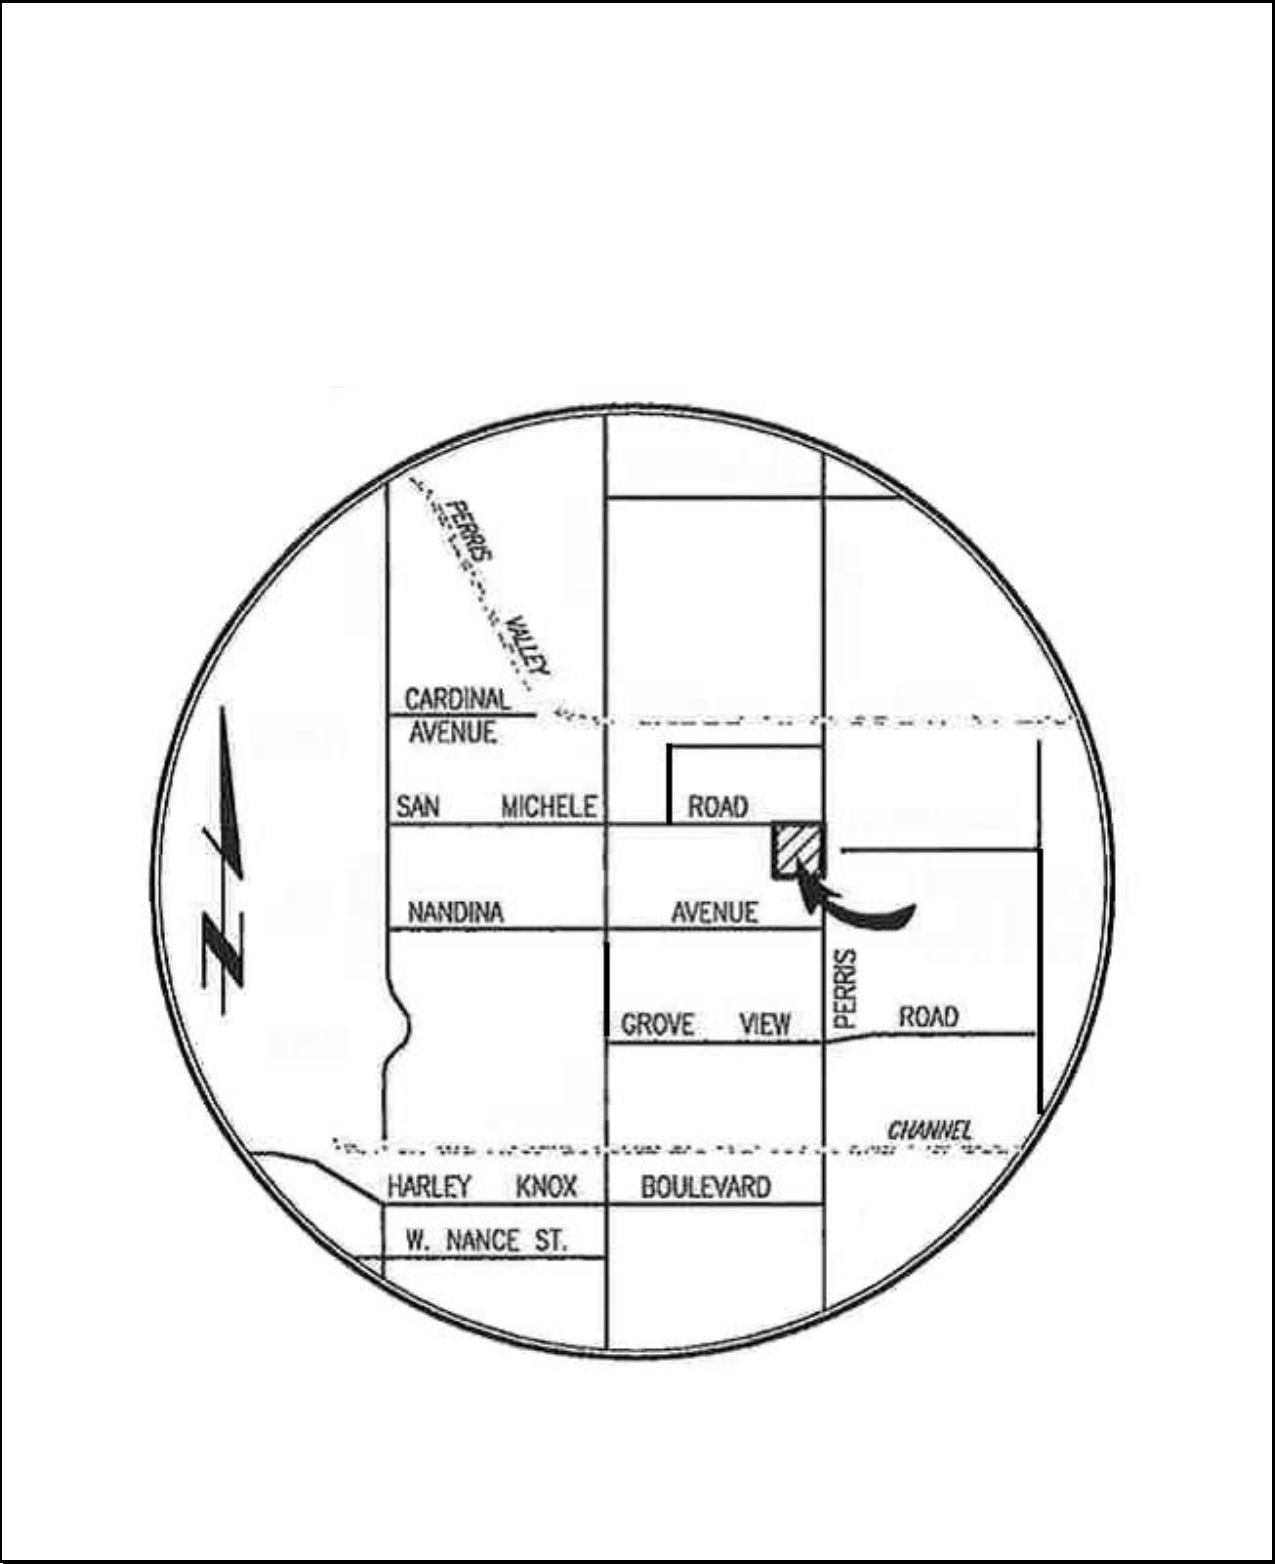 PERRIS
VALLEY
CARDINAL
AVENUE
SAN MICHELE ROAD
NANDINA AVENUE
PERRIS
GROVE VIEW ROAD
CHANNEL
HARLEY KNOX BOULEVARD
W. NANCE ST.
N